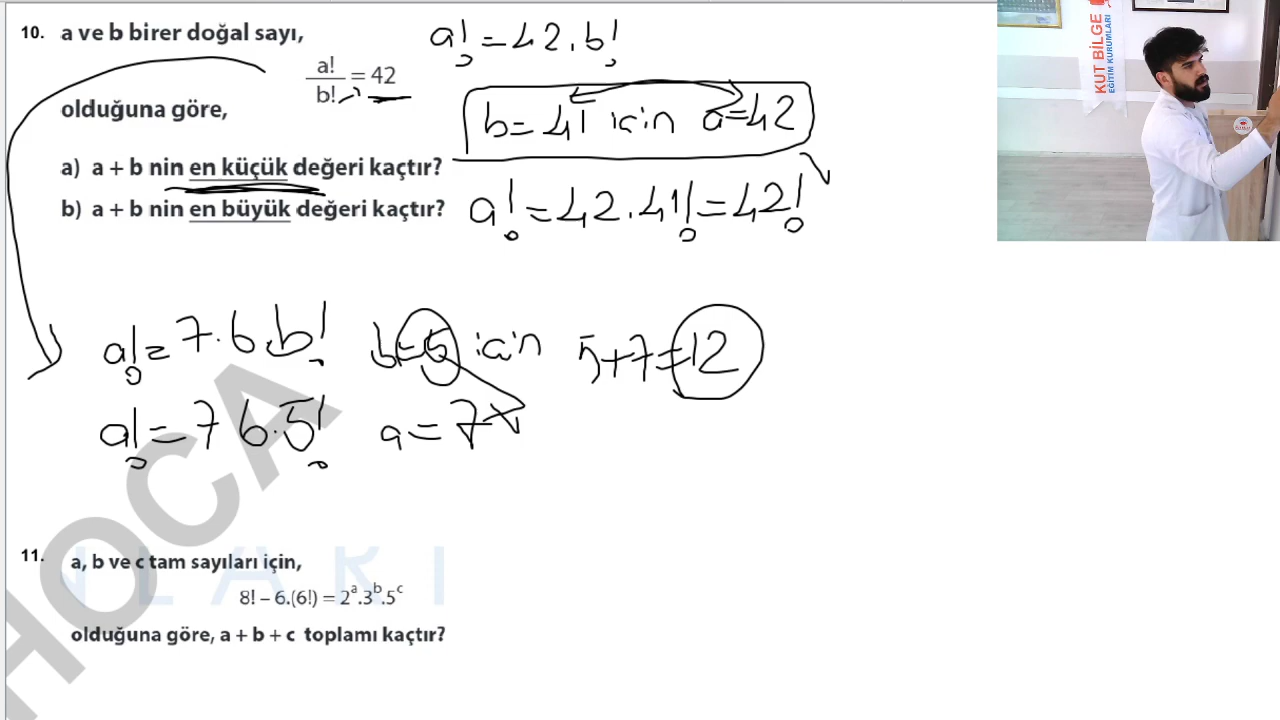 10. a ve b birer doğal sayı,
a!/b! = 42
olduğuna göre,
a) a + b nin en küçük değeri kaçtır?
b) a + b nin en büyük değeri kaçtır?
a! = 42.b!
b = 41 için a = 42
a! = 42.41! = 42!
a! = 7.6.b! b = 5 için 5+7=12
a! = 7 6.5! a = 7
11. a, b ve c tam sayıları için,
8! – 6.(6!) = 2^a.3^b.5^c
olduğuna göre, a + b + c toplamı kaçtır?
HOCA
NLARI
KUT BİLGE
EĞİTİM KURUMLARI